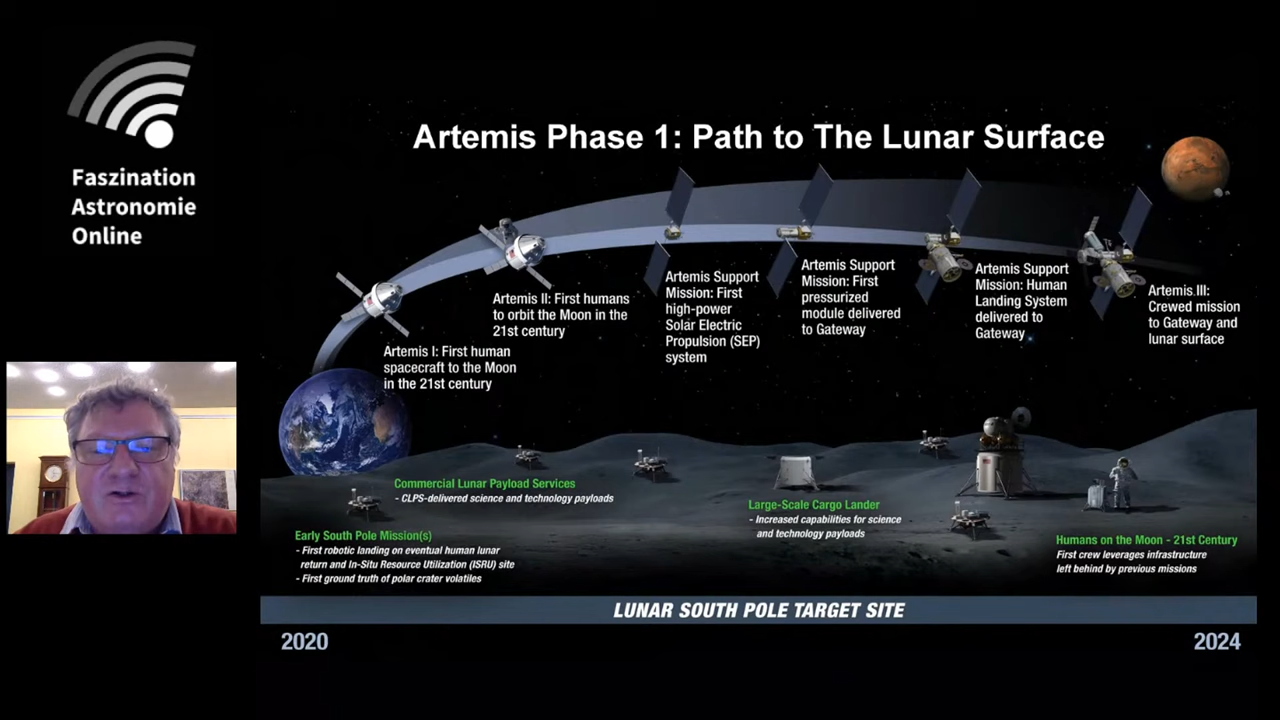 Faszination
Astronomie
Online
Artemis Phase 1: Path to The Lunar Surface
Artemis I: First human
spacecraft to the Moon
in the 21st century
Artemis II: First humans
to orbit the Moon in the
21st century
Artemis Support
Mission: First
high-power
Solar Electric
Propulsion (SEP)
system
Artemis Support
Mission: First
pressurized
module delivered
to Gateway
Artemis Support
Mission: Human
Landing System
delivered to
Gateway
Artemis III:
Crewed mission
to Gateway and
lunar surface
Commercial Lunar Payload Services
- CLPS-delivered science and technology payloads
Early South Pole Mission(s)
- First robotic landing on eventual human lunar
return and In-Situ Resource Utilization (ISRU) site
- First ground truth of polar crater volatiles
Large-Scale Cargo Lander
- Increased capabilities for science
and technology payloads
Humans on the Moon - 21st Century
First crew leverages infrastructure
left behind by previous missions
LUNAR SOUTH POLE TARGET SITE
2020
2024